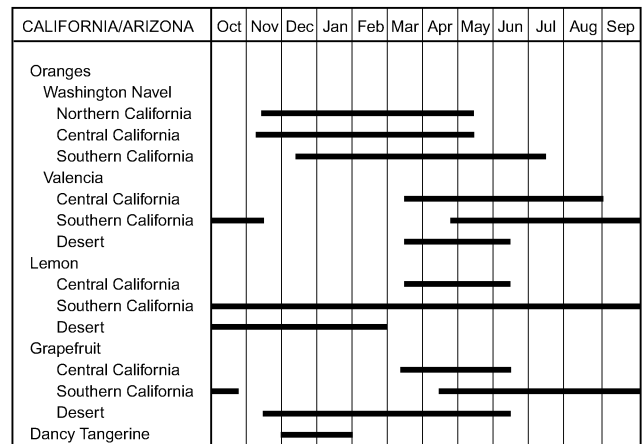 CALIFORNIA/ARIZONA Oct Nov Dec Jan Feb Mar Apr May Jun Jul Aug Sep
Oranges
Washington Navel
Northern California
Central California
Southern California
Valencia
Central California
Southern California
Desert
Lemon
Central California
Southern California
Desert
Grapefruit
Central California
Southern California
Desert
Dancy Tangerine